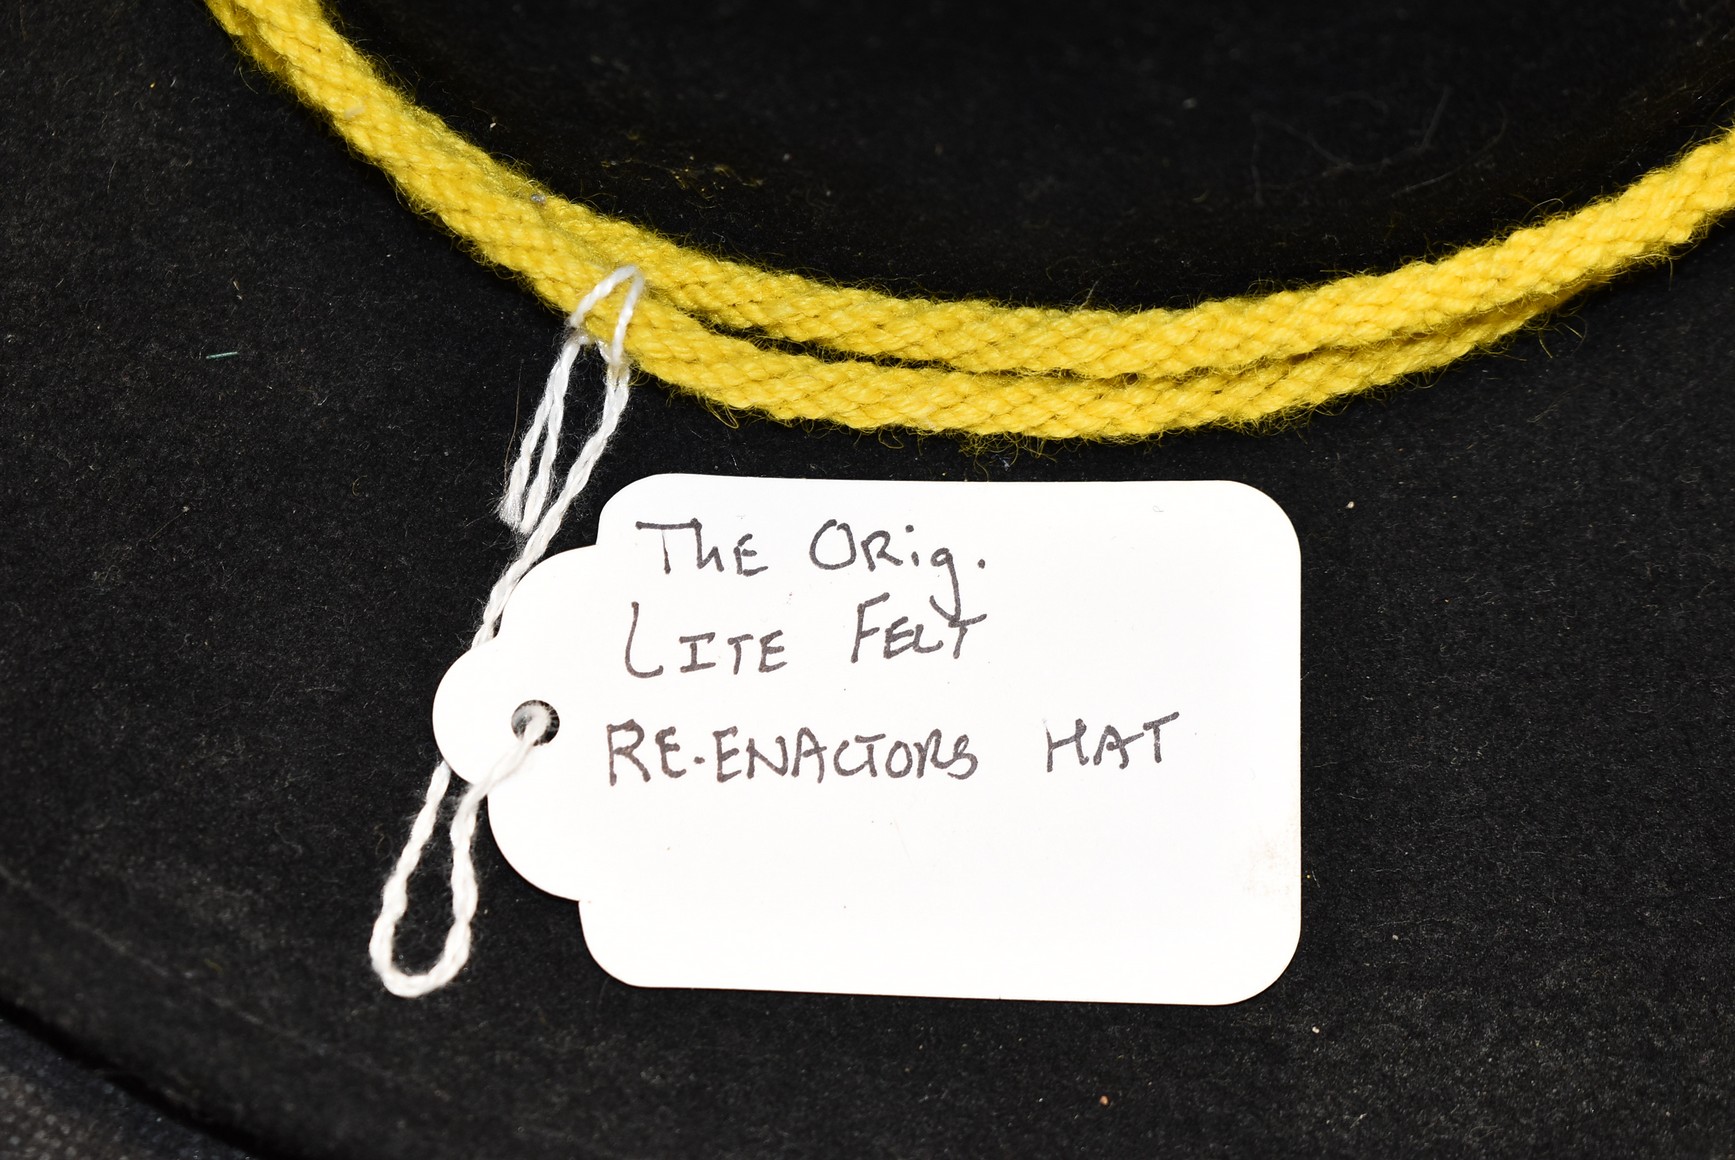 The Orig.
Lite Felt
Re-enactors Hat